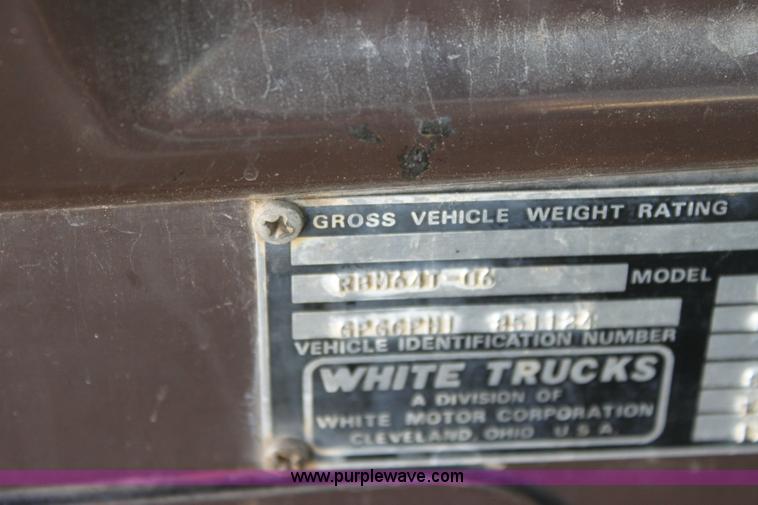 GROSS VEHICLE WEIGHT RATING
MODEL
851124
VEHICLE IDENTIFICATION NUMBER
WHITE TRUCKS
A DIVISION OF
WHITE MOTOR CORPORATION
CLEVELAND, OHIO U.S.A.
www.purplewave.com